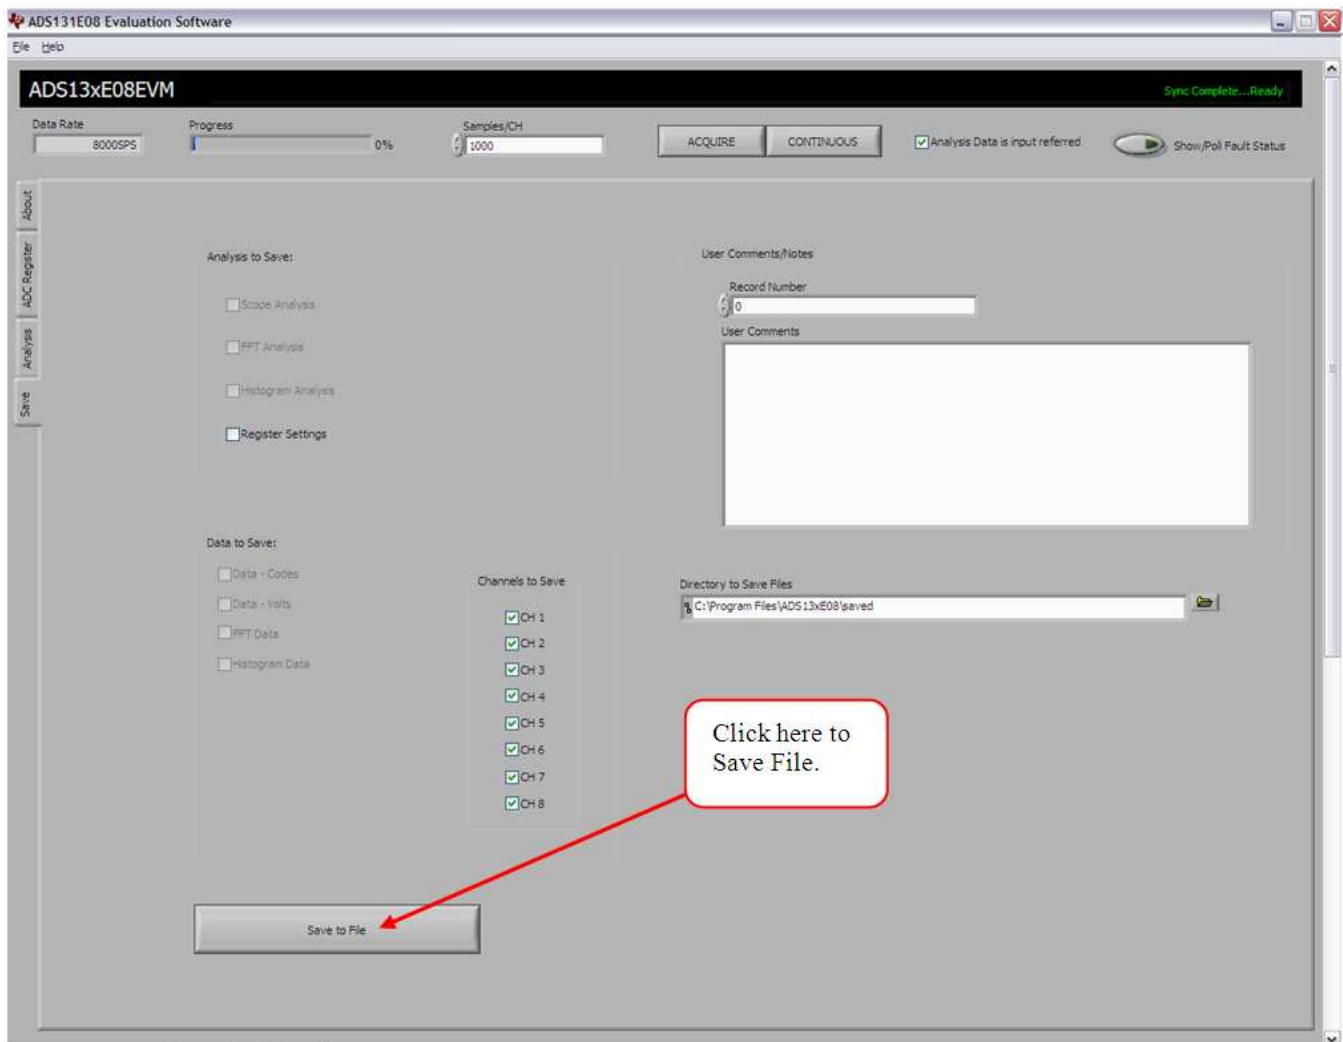 ADS131E08 Evaluation Software
File Help
ADS13xE08EVM
Sync Complete...Ready
Data Rate
8000SPS
Progress
0%
Samples/CH
1000
ACQUIRE
CONTINUOUS
Analysis Data is input referred
Show/Poll Fault Status
About
ADC Register
Analysis
Save
Analysis to Save:
Scope Analysis
FFT Analysis
Histogram Analysis
Register Settings
User Comments/Notes
Record Number
0
User Comments
Data to Save:
Data - Codes
Data - Volts
FFT Data
Histogram Data
Channels to Save
CH 1
CH 2
CH 3
CH 4
CH 5
CH 6
CH 7
CH 8
Directory to Save Files
C:\Program Files\ADS13xE08\saved
Click here to
Save File.
Save to File